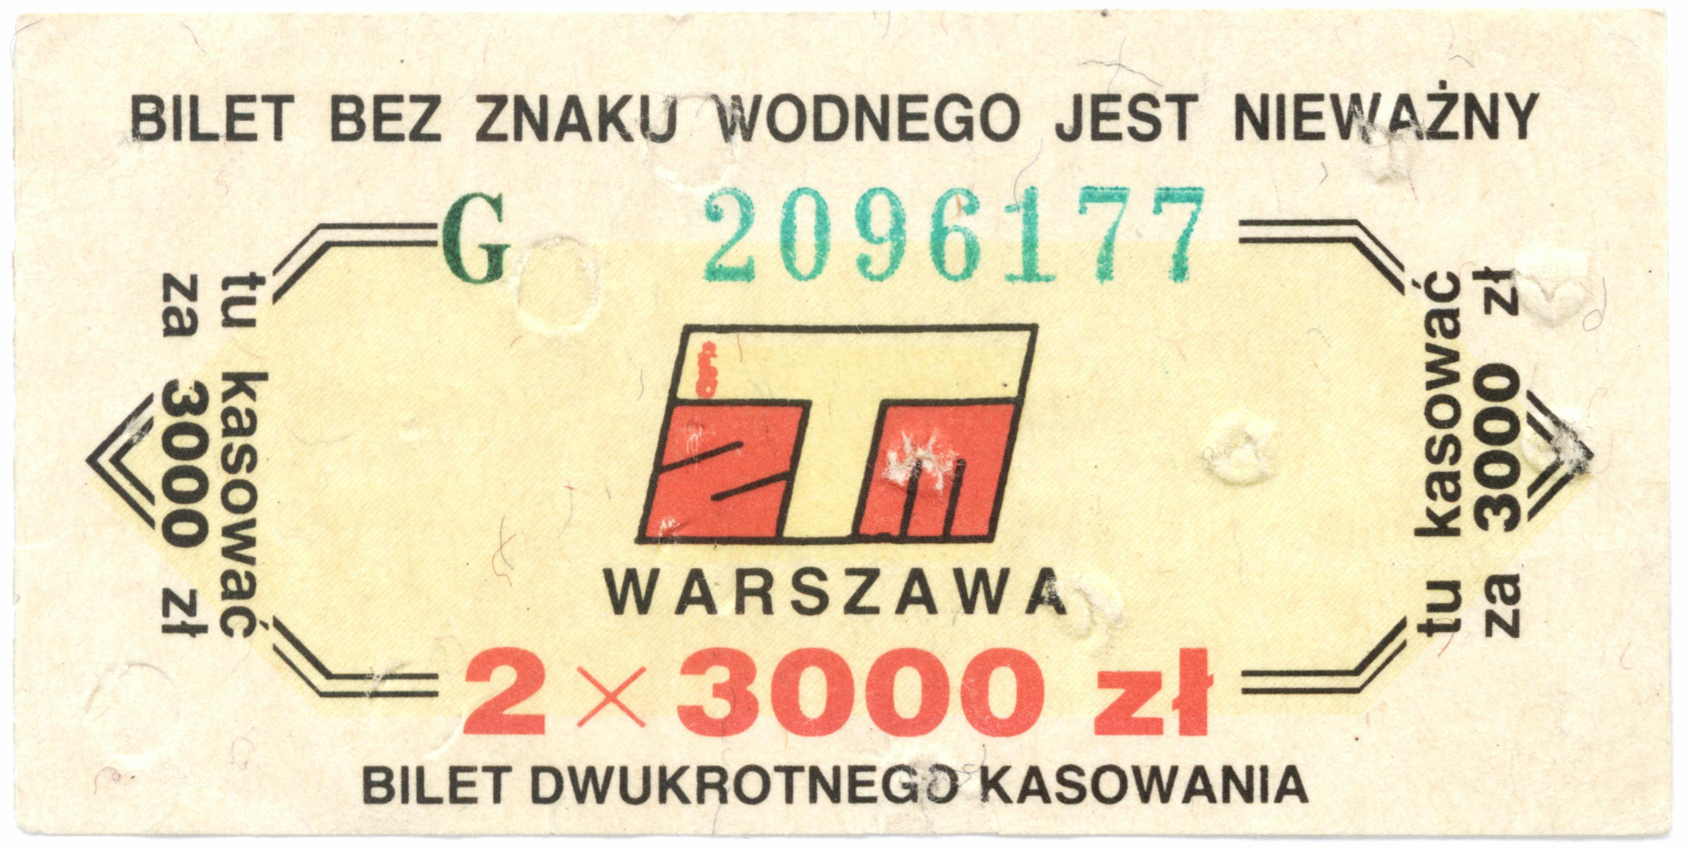 BILET BEZ ZNAKU WODNEGO JEST NIEWAŻNY
G 2096177
tu kasować
za 3000 zł
ZTM
WARSZAWA
2 × 3000 zł
BILET DWUKROTNEGO KASOWANIA
tu kasować
za 3000 zł